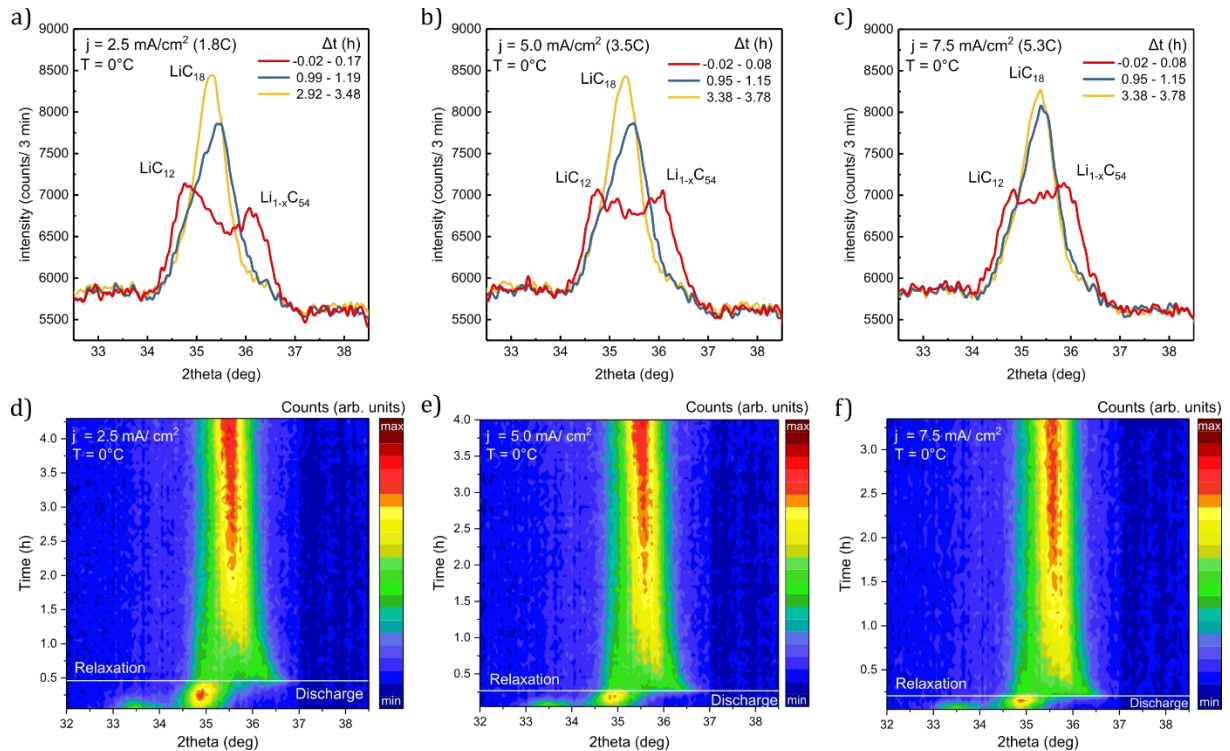 a)
j = 2.5 mA/cm² (1.8C)
T = 0°C
Δt (h)
-0.02 - 0.17
0.99 - 1.19
2.92 - 3.48
LiC₁₈
LiC₁₂
Li₁₋ₓC₅₄
intensity (counts/ 3 min)
9000
8500
8000
7500
7000
6500
6000
5500
33 34 35 36 37 38
2theta (deg)
b)
j = 5.0 mA/cm² (3.5C)
T = 0°C
Δt (h)
-0.02 - 0.08
0.95 - 1.15
3.38 - 3.78
LiC₁₈
LiC₁₂
Li₁₋ₓC₅₄
intensity (counts/ 3 min)
9000
8500
8000
7500
7000
6500
6000
5500
33 34 35 36 37 38
2theta (deg)
c)
j = 7.5 mA/cm² (5.3C)
T = 0°C
Δt (h)
-0.02 - 0.08
0.95 - 1.15
3.38 - 3.78
LiC₁₈
LiC₁₂
Li₁₋ₓC₅₄
intensity (counts/ 3 min)
9000
8500
8000
7500
7000
6500
6000
5500
33 34 35 36 37 38
2theta (deg)
d)
Counts (arb. units)
j = 2.5 mA/ cm²
T = 0°C
max
min
Time (h)
4.0
3.5
3.0
2.5
2.0
1.5
1.0
0.5
Relaxation
Discharge
32 33 34 35 36 37 38
2theta (deg)
e)
Counts (arb. units)
j = 5.0 mA/ cm²
T = 0°C
max
min
Time (h)
4.0
3.5
3.0
2.5
2.0
1.5
1.0
0.5
Relaxation
Discharge
32 33 34 35 36 37 38
2theta (deg)
f)
Counts (arb. units)
j = 7.5 mA/ cm²
T = 0°C
max
min
Time (h)
3.0
2.5
2.0
1.5
1.0
0.5
Relaxation
Discharge
32 33 34 35 36 37 38
2theta (deg)